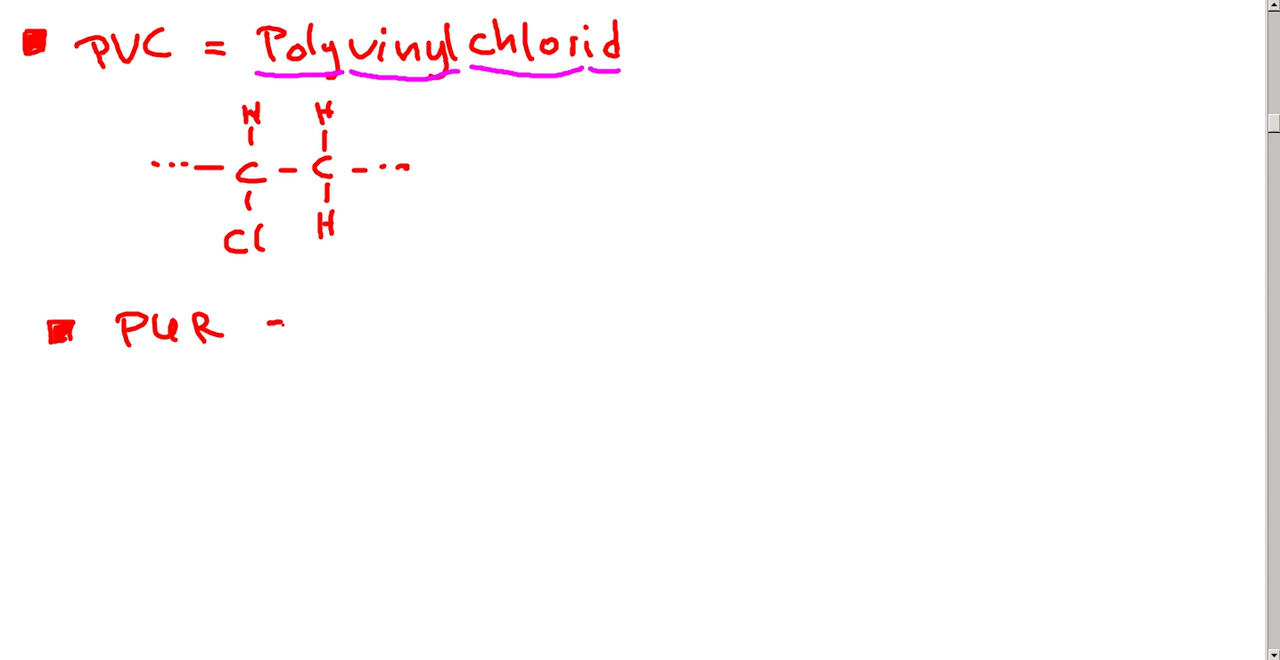 ▪ PVC = Polyvinylchlorid
H H
... — C - C - ...
Cl H
▪ PUR -